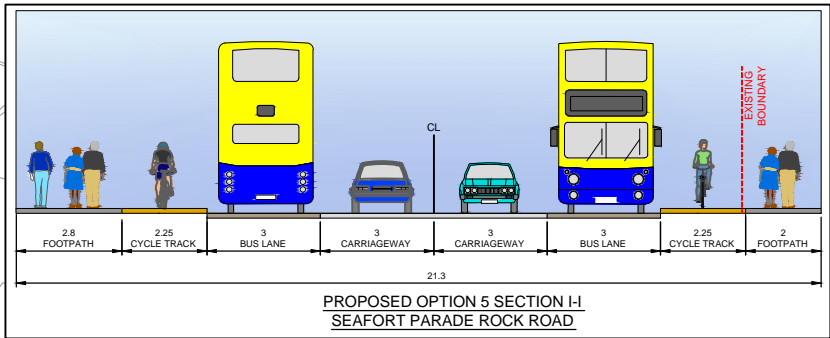 CL
EXISTING
BOUNDARY
2.8
FOOTPATH
2.25
CYCLE TRACK
3
BUS LANE
3
CARRIAGEWAY
3
CARRIAGEWAY
3
BUS LANE
2.25
CYCLE TRACK
2
FOOTPATH
21.3
PROPOSED OPTION 5 SECTION I-I
SEAFORT PARADE ROCK ROAD